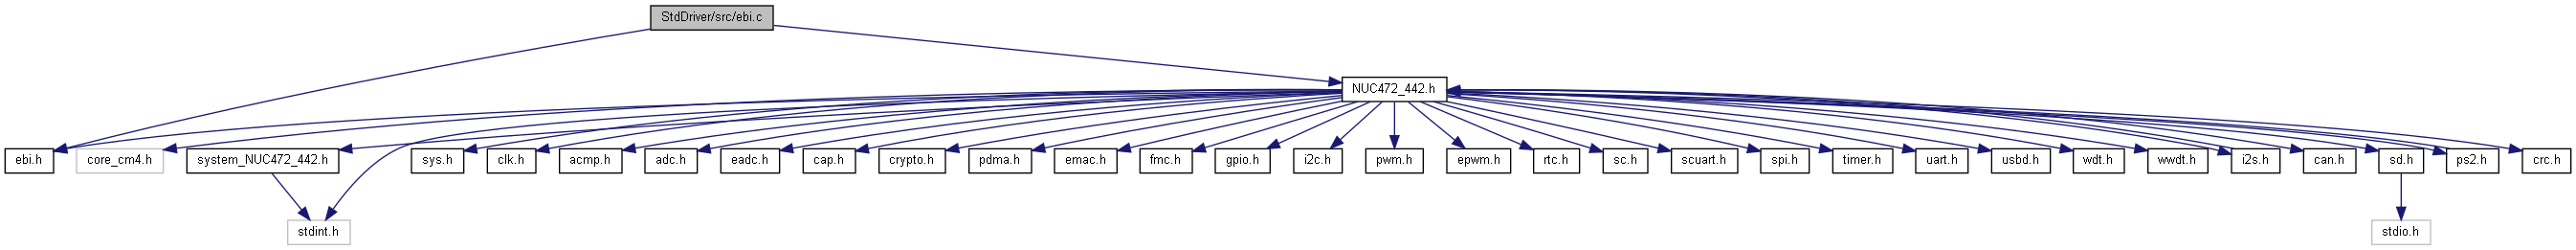 StdDriver/src/ebi.c
NUC472_442.h
ebi.h
core_cm4.h
system_NUC472_442.h
sys.h
clk.h
acmp.h
adc.h
eadc.h
cap.h
crypto.h
pdma.h
emac.h
fmc.h
gpio.h
i2c.h
pwm.h
epwm.h
rtc.h
sc.h
scuart.h
spi.h
timer.h
uart.h
usbd.h
wdt.h
wwdt.h
i2s.h
can.h
sd.h
ps2.h
crc.h
stdint.h
stdio.h